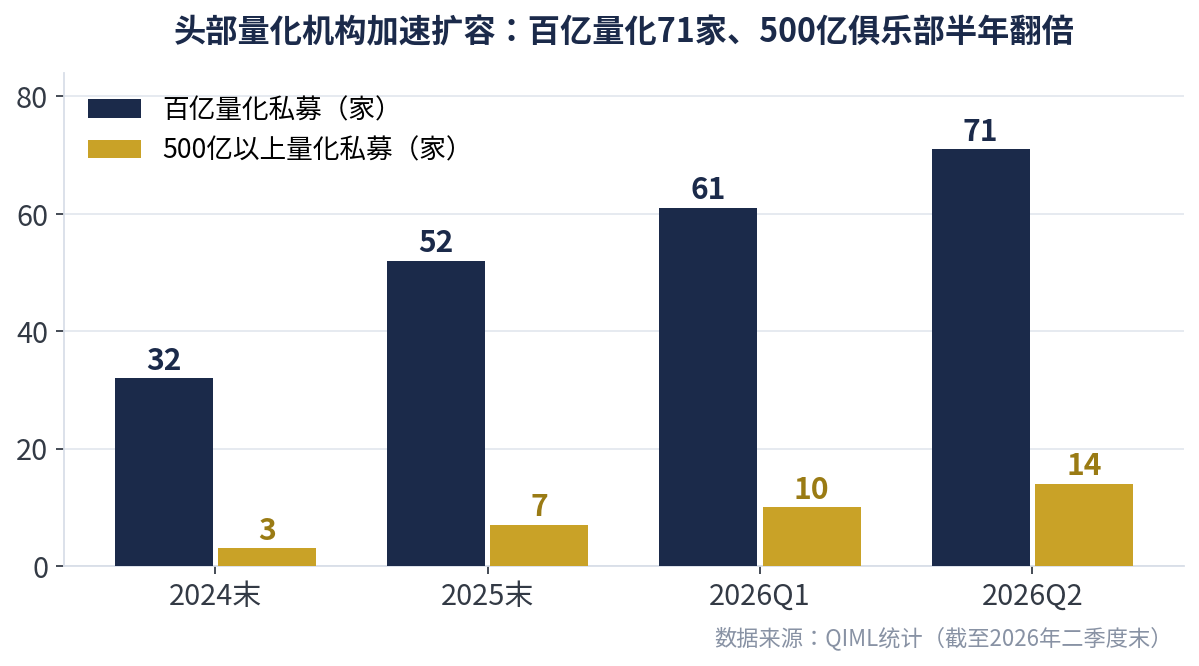 头部量化机构加速扩容：百亿量化71家、500亿俱乐部半年翻倍
百亿量化私募（家）
500亿以上量化私募（家）
80
60
40
20
0
32
3
52
7
61
10
71
14
2024末
2025末
2026Q1
2026Q2
数据来源：QIML统计（截至2026年二季度末）